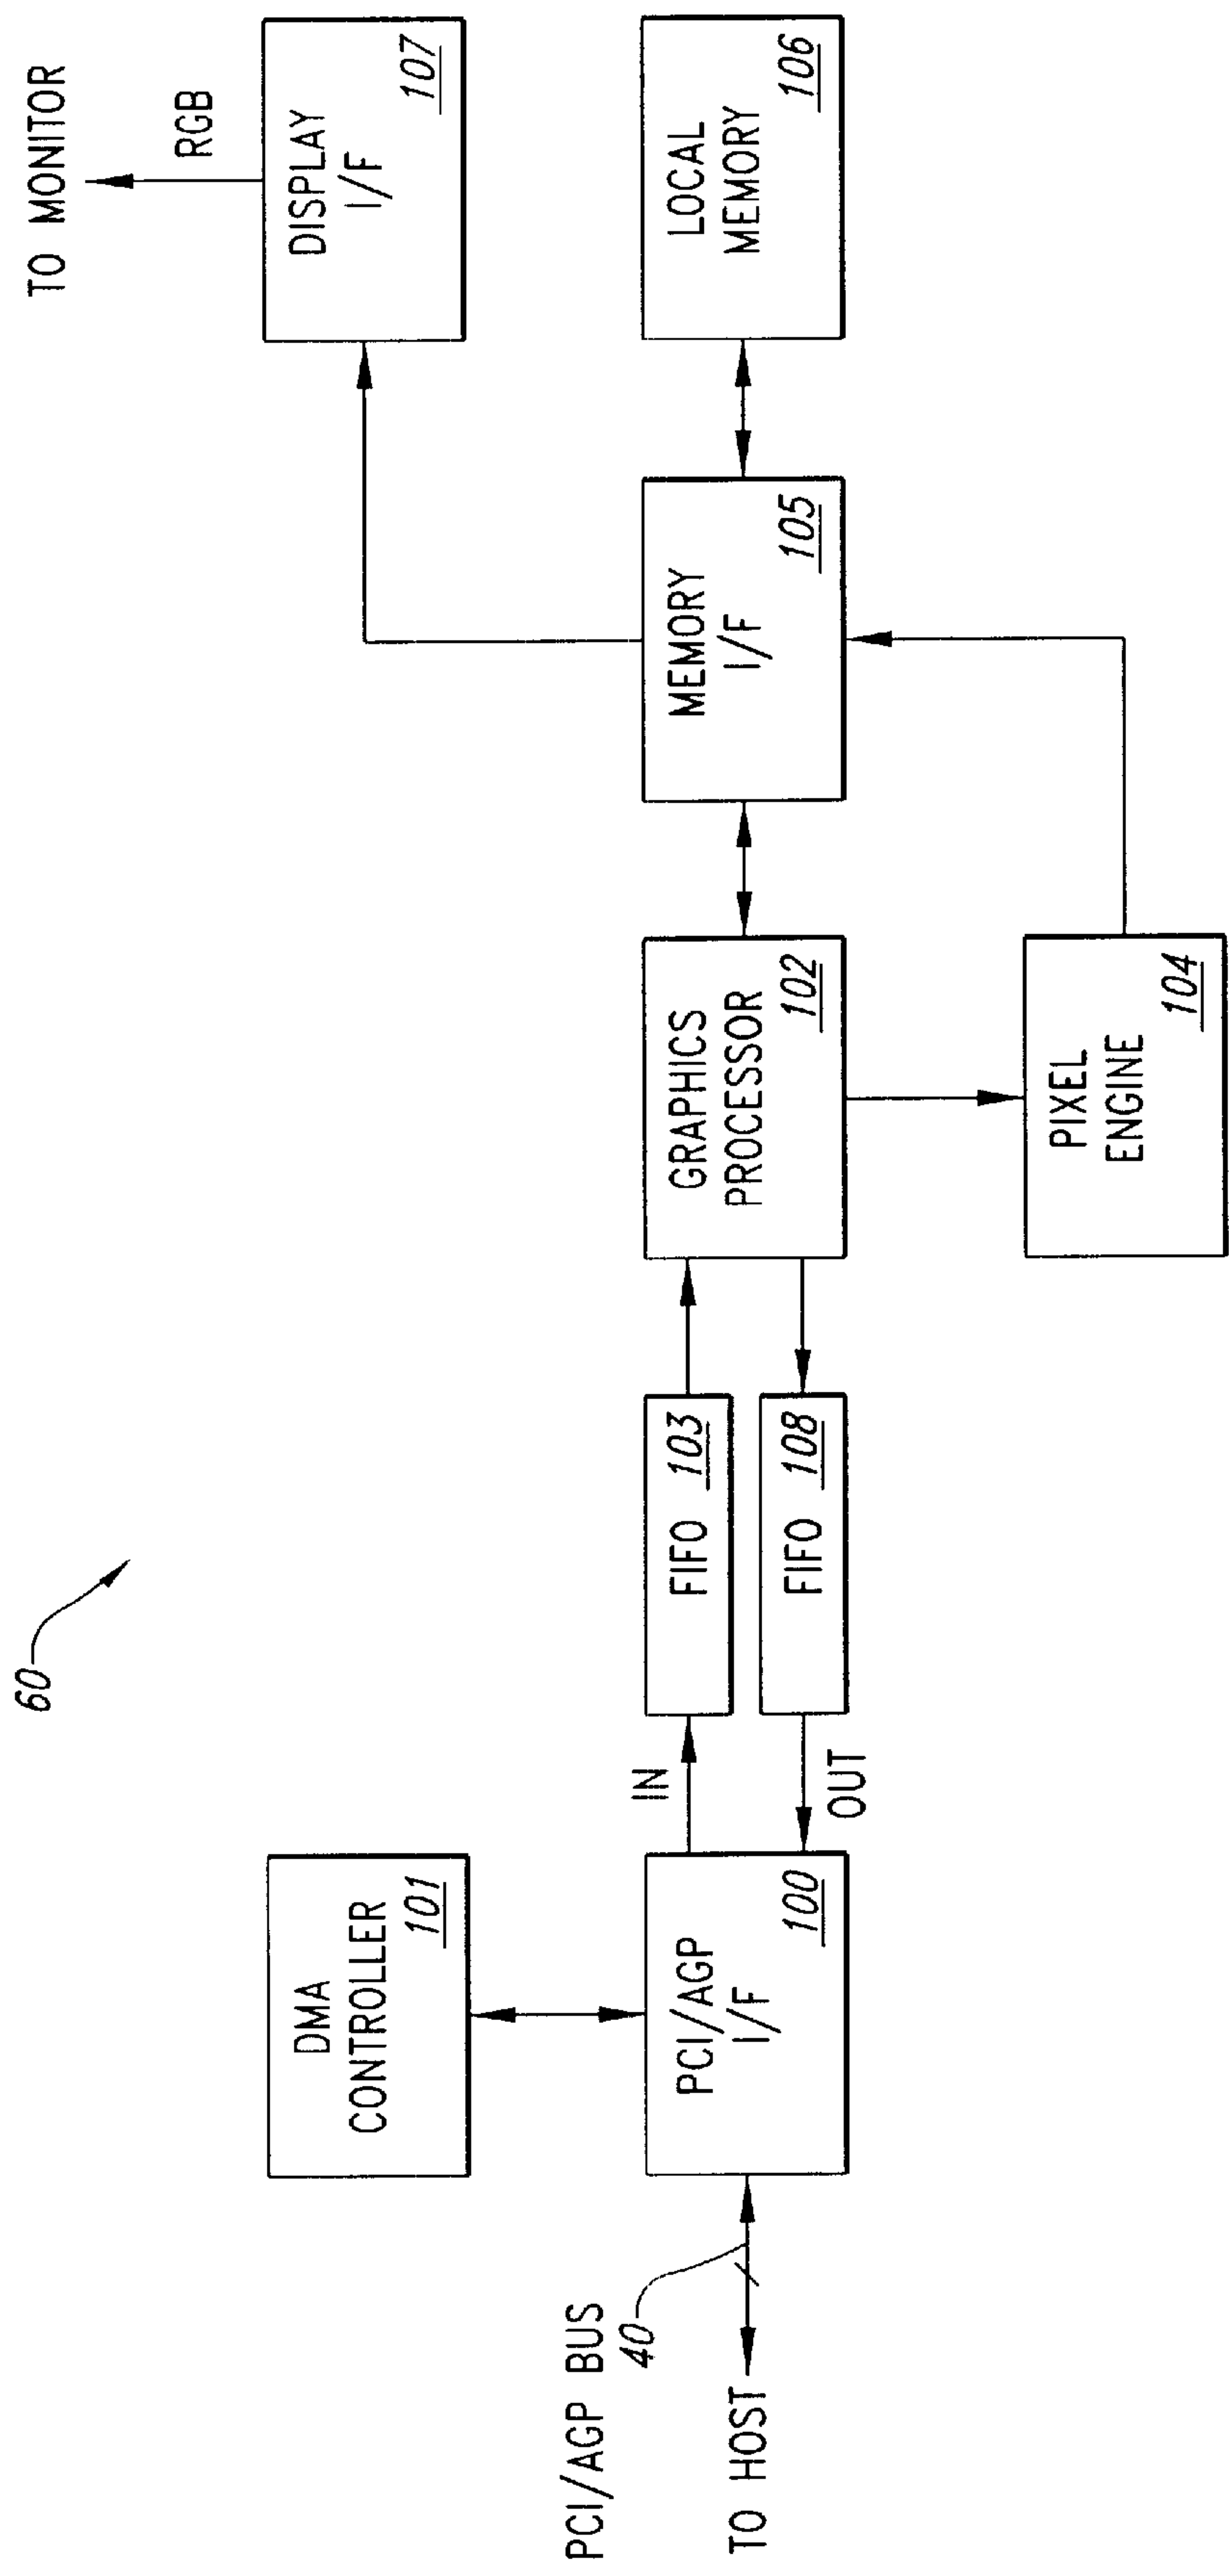 60
TO MONITOR
RGB
DMA
CONTROLLER
101
DISPLAY
I/F
107
PCI/AGP BUS
40
TO HOST
PCI/AGP
I/F
100
IN
OUT
FIFO 103
FIFO 108
GRAPHICS
PROCESSOR
102
MEMORY
I/F
105
LOCAL
MEMORY
106
PIXEL
ENGINE
104